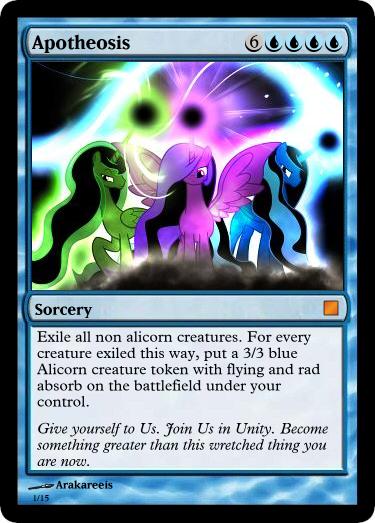 Apotheosis 6
Sorcery
Exile all non alicorn creatures. For every
creature exiled this way, put a 3/3 blue
Alicorn creature token with flying and rad
absorb on the battlefield under your
control.
Give yourself to Us. Join Us in Unity. Become
something greater than this wretched thing you
are now.
Arakareeis
1/15